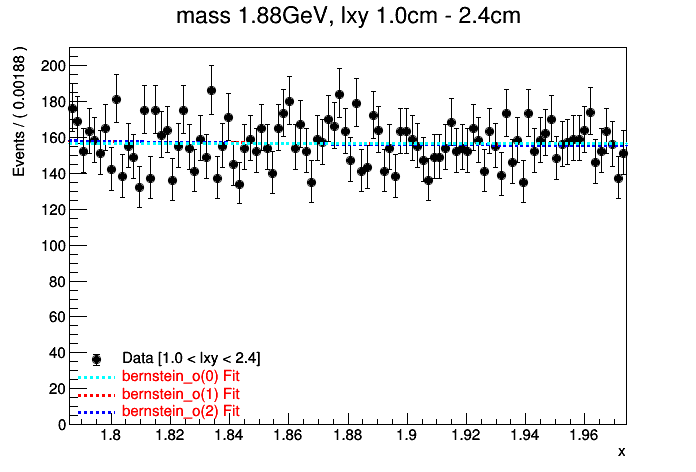 mass 1.88GeV, lxy 1.0cm - 2.4cm
Events / ( 0.00188 )
200
180
160
140
120
100
80
60
40
20
0
Data [1.0 < lxy < 2.4]
bernstein_o(0) Fit
bernstein_o(1) Fit
bernstein_o(2) Fit
1.8 1.82 1.84 1.86 1.88 1.9 1.92 1.94 1.96
x